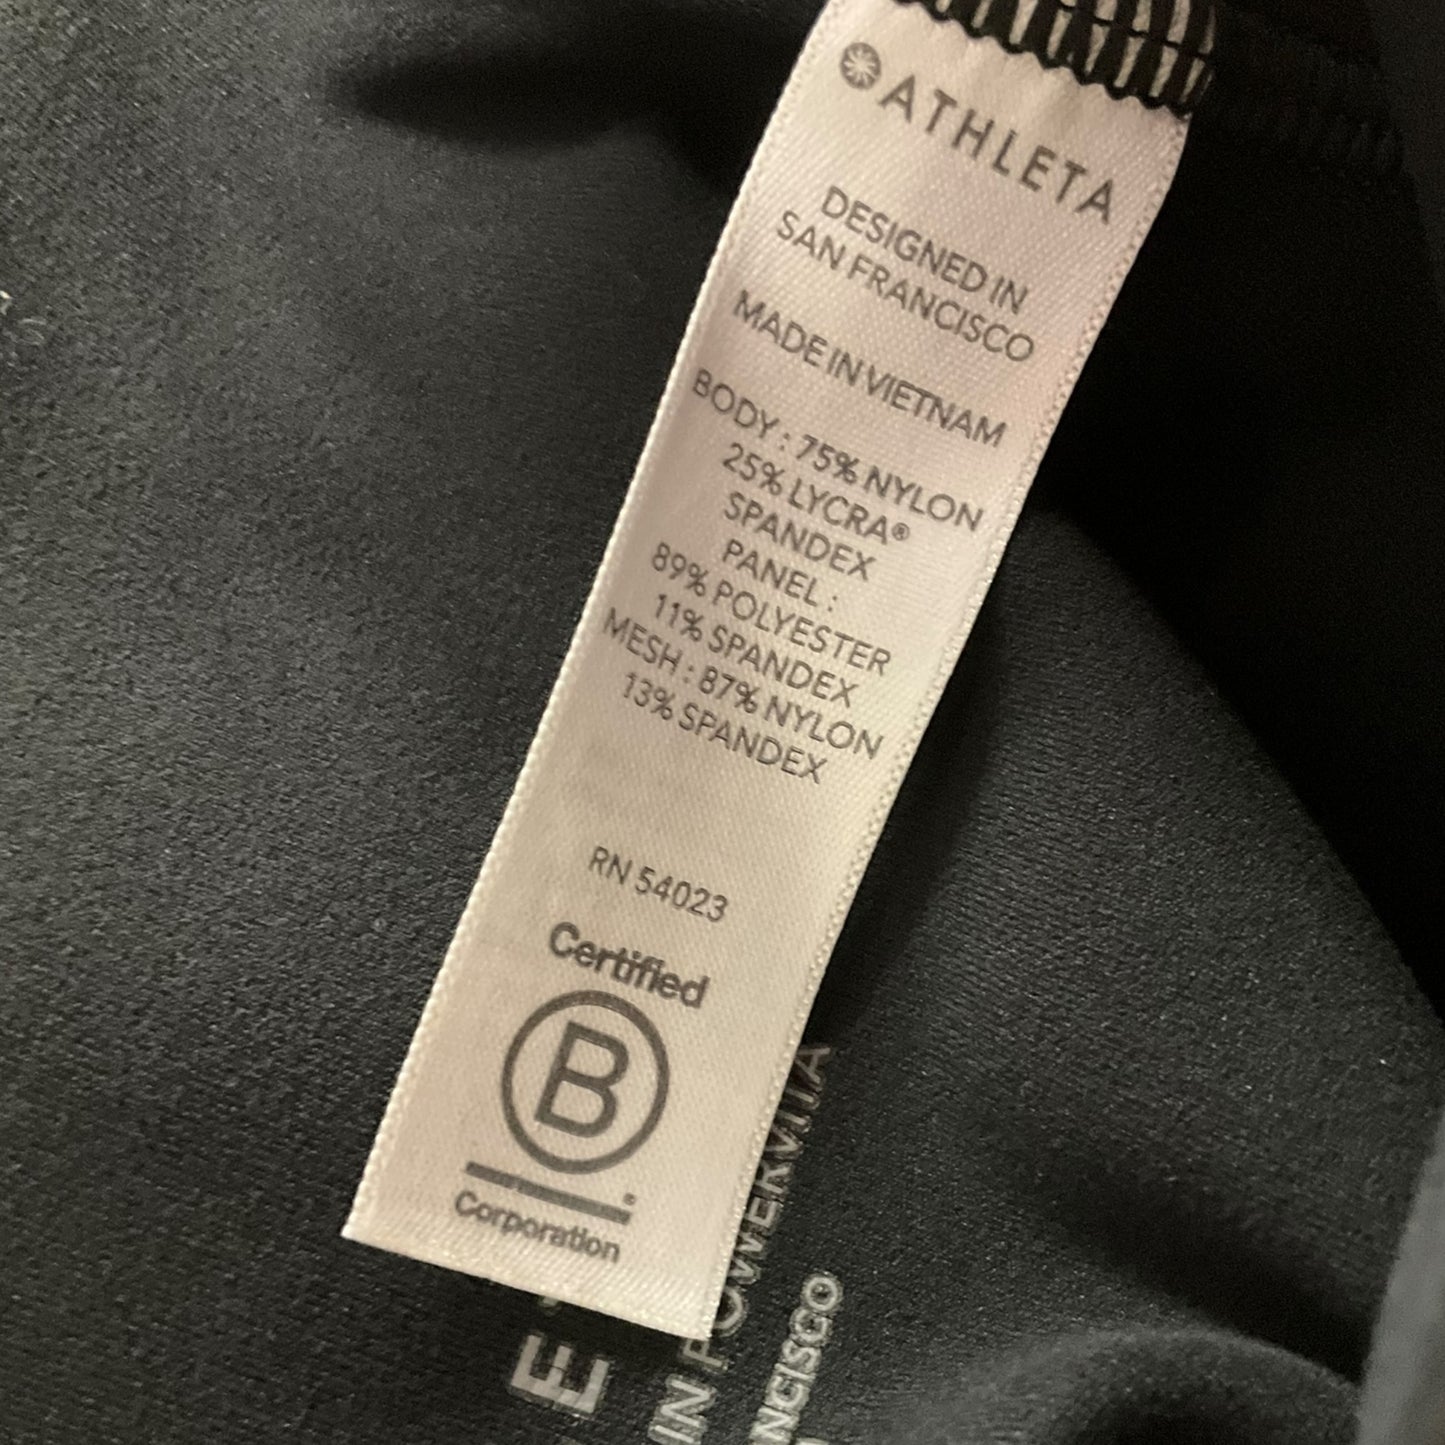 ATHLETA
DESIGNED IN
SAN FRANCISCO
MADE IN VIETNAM
BODY : 75% NYLON
25% LYCRA®
SPANDEX
PANEL :
89% POLYESTER
11% SPANDEX
MESH : 87% NYLON
13% SPANDEX
RN 54023
Certified
B
Corporation
IN POWERVITA